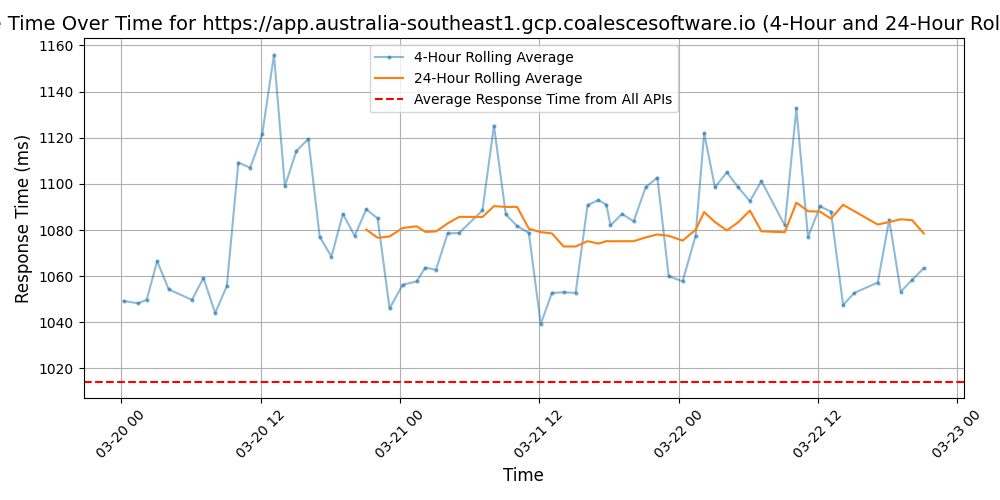 Time Over Time for https://app.australia-southeast1.gcp.coalescesoftware.io (4-Hour and 24-Hour Rol
4-Hour Rolling Average
24-Hour Rolling Average
Average Response Time from All APIs
Response Time (ms)
1160
1140
1120
1100
1080
1060
1040
1020
03-20 00
03-20 12
03-21 00
03-21 12
03-22 00
03-22 12
03-23 00
Time